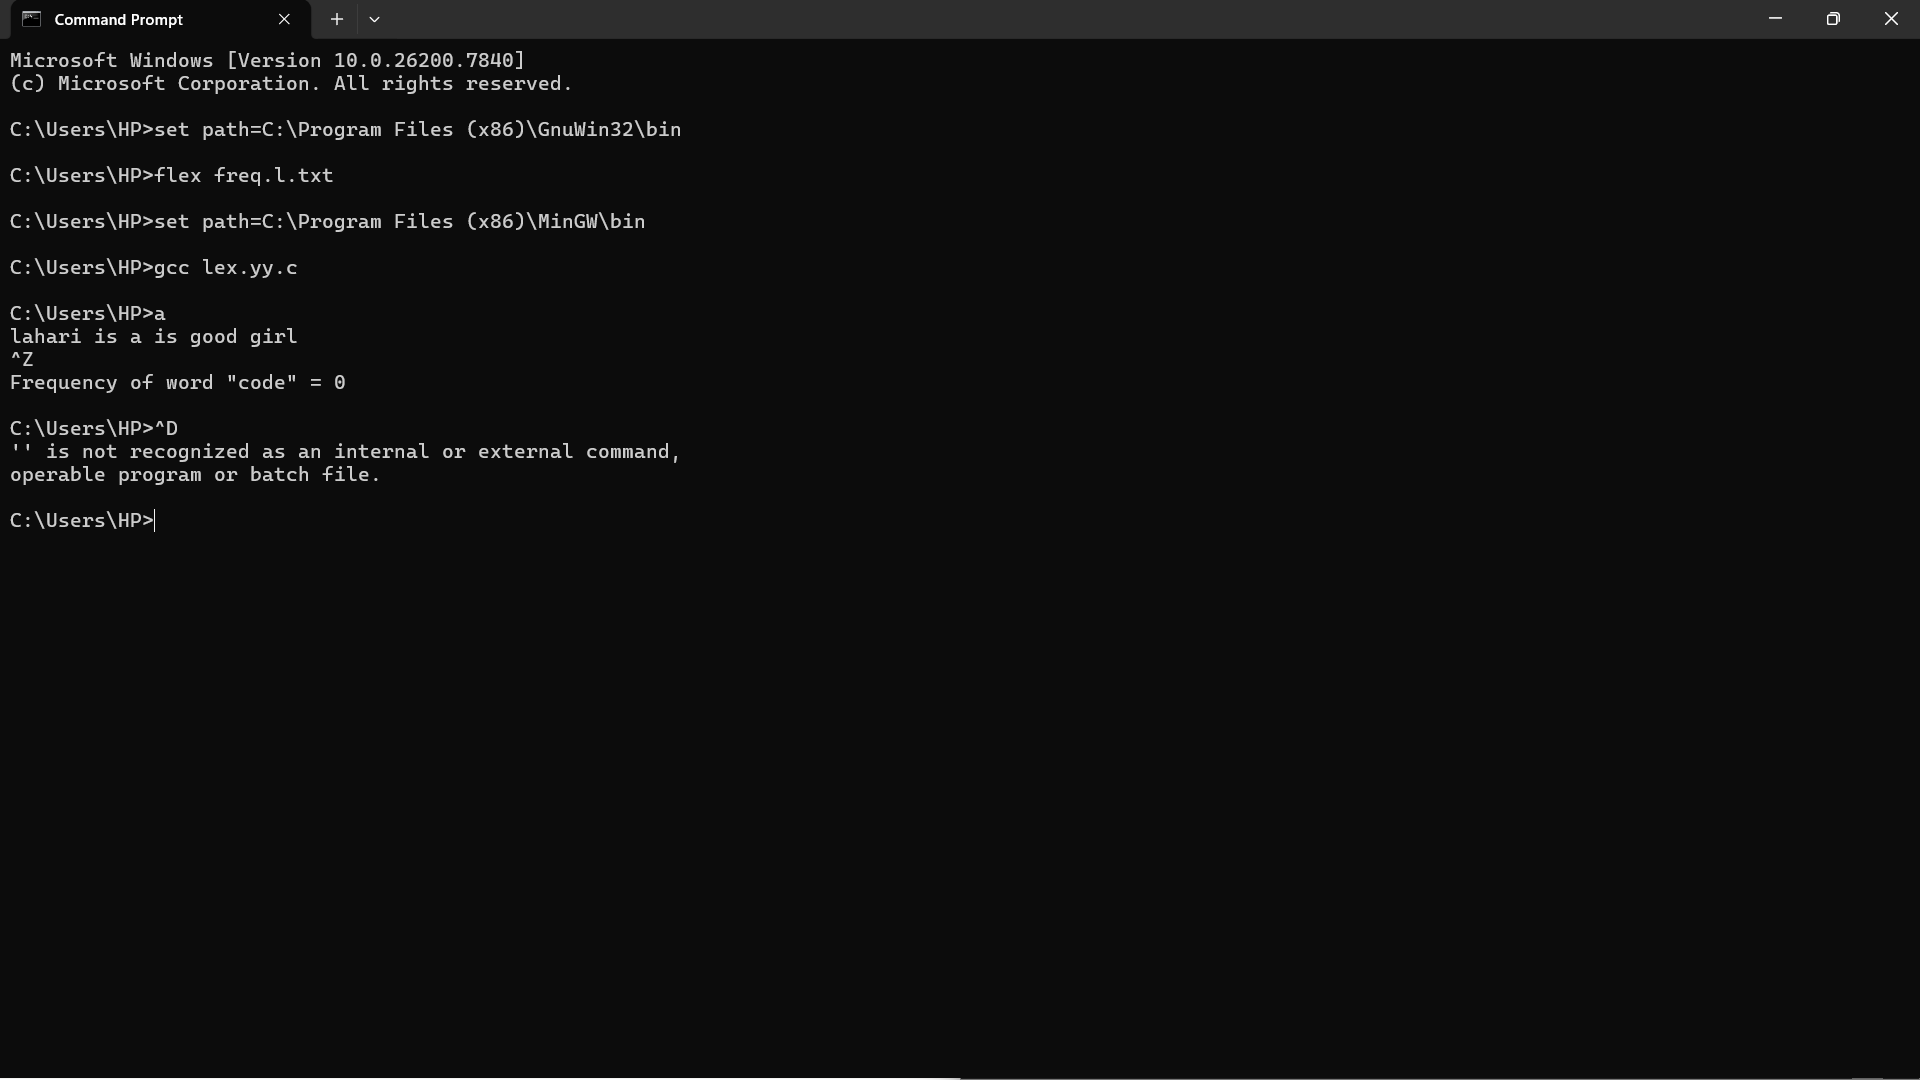 Command Prompt
Microsoft Windows [Version 10.0.26200.7840]
(c) Microsoft Corporation. All rights reserved.
C:\Users\HP>set path=C:\Program Files (x86)\GnuWin32\bin
C:\Users\HP>flex freq.l.txt
C:\Users\HP>set path=C:\Program Files (x86)\MinGW\bin
C:\Users\HP>gcc lex.yy.c
C:\Users\HP>a
lahari is a is good girl
^Z
Frequency of word "code" = 0
C:\Users\HP>^D
'' is not recognized as an internal or external command,
operable program or batch file.
C:\Users\HP>